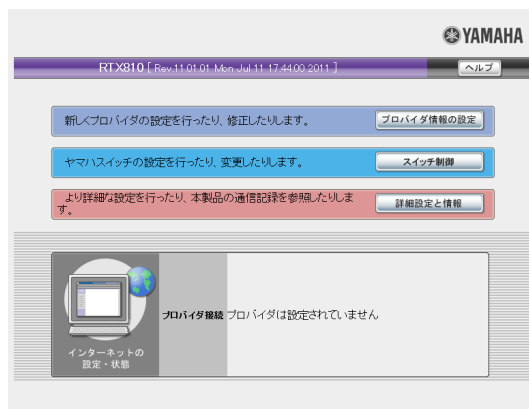 YAMAHA
RTX810 [ Rev.11.01.01 Mon Jul 11 17:44:00 2011 ]
ヘルプ
新しくプロバイダの設定を行ったり、修正したりします。
プロバイダ情報の設定
ヤマハスイッチの設定を行ったり、変更したりします。
スイッチ制御
より詳細な設定を行ったり、本製品の通信記録を参照したりしま
す。
詳細設定と情報
プロバイダ接続 プロバイダは設定されていません
インターネットの
設定・状態